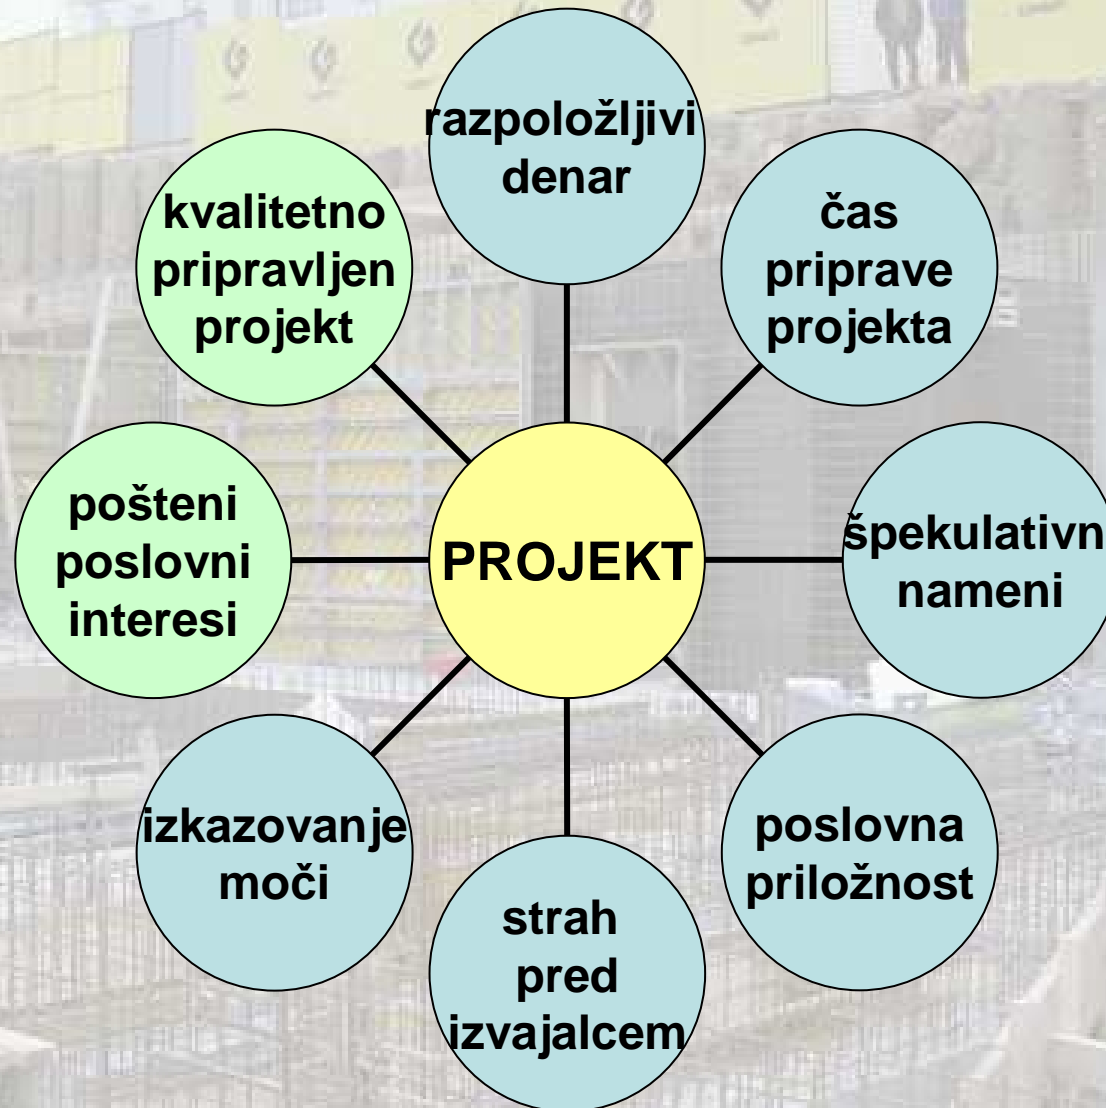 razpoložljivi
denar
kvalitetno
pripravljen
projekt
čas
priprave
projekta
pošteni
poslovni
interesi
PROJEKT
špekulativn
nameni
izkazovanje
moči
poslovna
priložnost
strah
pred
izvajalcem